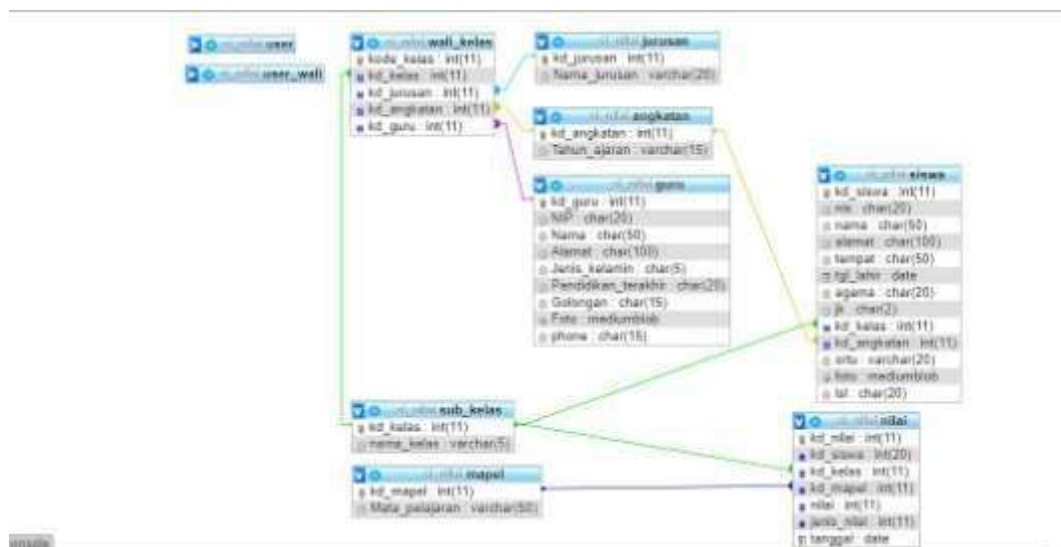 user
user_wali
wali_kelas
kode_kelas : int(11)
kd_kelas : int(11)
kd_jurusan : int(11)
kd_angkatan : int(11)
kd_guru : int(11)
jurusan
kd_jurusan : int(11)
Nama_jurusan : varchar(20)
angkatan
kd_angkatan : int(11)
Tahun_ajaran : varchar(15)
guru
kd_guru : int(11)
NIP : char(20)
Nama : char(50)
Alamat : char(100)
Jenis_kelamin : char(5)
Pendidikan_terakhir : char(20)
Golongan : char(15)
Foto : mediumblob
phone : char(15)
siswa
kd_siswa : int(11)
nis : char(20)
nama : char(50)
alamat : char(100)
tempat : char(50)
tgl_lahir : date
agama : char(20)
jk : char(2)
kd_kelas : int(11)
kd_angkatan : int(11)
ortu : varchar(20)
foto : mediumblob
: char(20)
sub_kelas
kd_kelas : int(11)
nama_kelas : varchar(5)
mapel
kd_mapel : int(11)
Mata_pelajaran : varchar(50)
nilai
kd_nilai : int(11)
kd_siswa : int(20)
kd_kelas : int(11)
kd_mapel : int(11)
nilai : int(11)
jenis_nilai : int(11)
tanggal : date